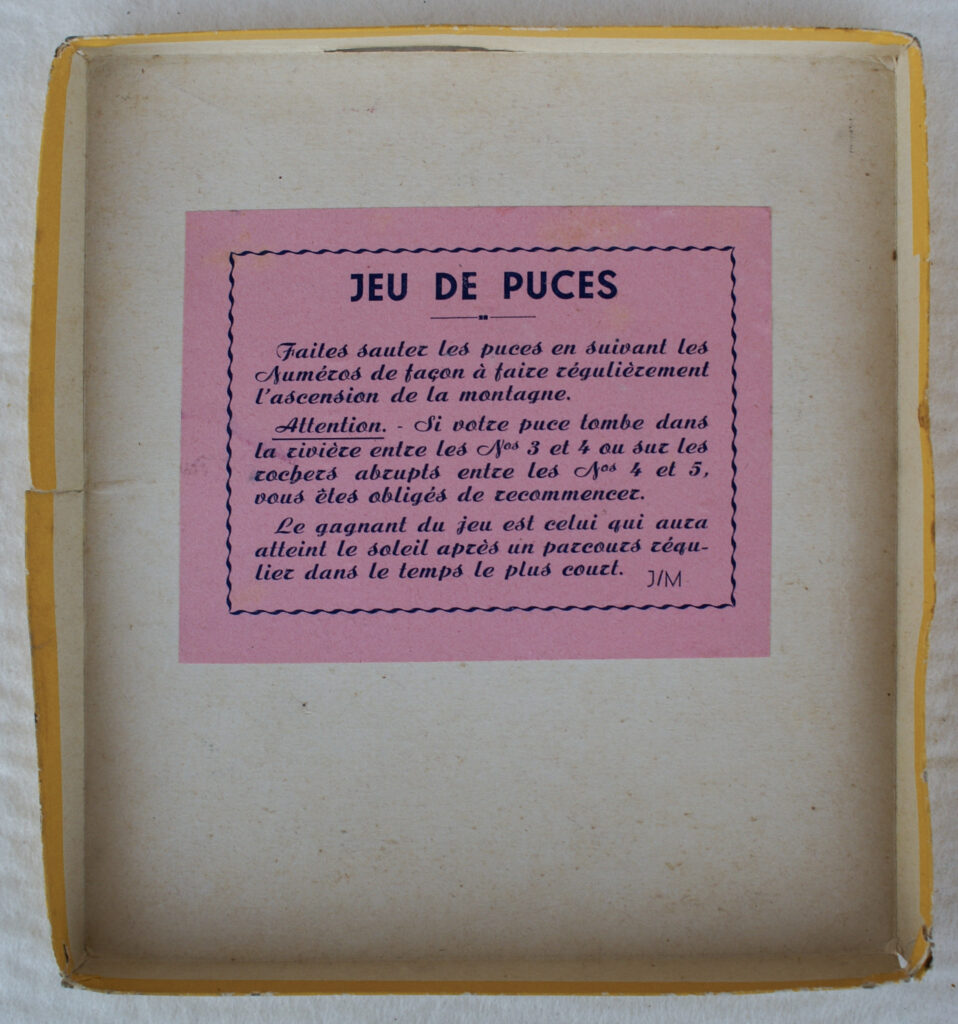 JEU DE PUCES
Faites sauter les puces en suivant les
Numéros de façon à faire régulièrement
l'ascension de la montagne.
Attention. - Si votre puce tombe dans
la rivière entre les Nos 3 et 4 ou sur les
rochers abrupts entre les Nos 4 et 5,
vous êtes obligés de recommencer.
Le gagnant du jeu est celui qui aura
atteint le soleil après un parcours régu-
lier dans le temps le plus court.
J/M